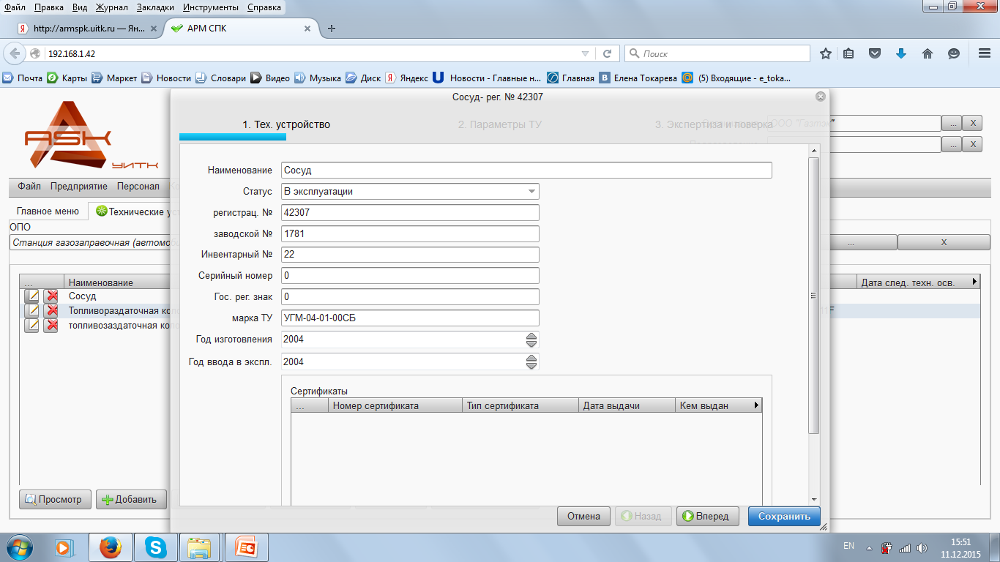 Файл Правка Вид Журнал Закладки Инструменты Справка
http://armspk.uitk.ru — Ян... АРМ СПК
192.168.1.42 Поиск
Почта Карты Маркет Новости Словари Видео Музыка Диск Яндекс Новости - Главные н... Главная Елена Токарева (5) Входящие - e_toka...
Сосуд- рег. № 42307
1. Тех. устройство 2. Параметры ТУ 3. Экспертиза и поверка
ООО "Газпак" ... X
... X
ASK
УИТК
Файл Предприятие Персонал
Главное меню Технические ус
ОПО
Станция газозаправочная (автомоб ... X
... Наименование Дата след. техн. осв.
Сосуд
Топливораздаточная коло
топливозаздаточная коло
Наименование Сосуд
Статус В эксплуатации
регистрац. № 42307
заводской № 1781
Инвентарный № 22
Серийный номер 0
Гос. рег. знак 0
марка ТУ УГМ-04-01-00СБ
Год изготовления 2004
Год ввода в экспл. 2004
Сертификаты
... Номер сертификата Тип сертификата Дата выдачи Кем выдан
Просмотр Добавить
Отмена Назад Вперед Сохранить
EN 15:51
11.12.2015